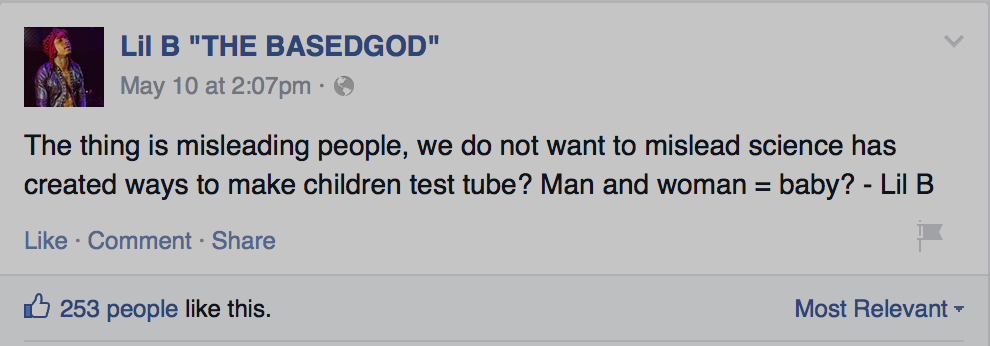 Lil B "THE BASEDGOD"
May 10 at 2:07pm ·
The thing is misleading people, we do not want to mislead science has
created ways to make children test tube? Man and woman = baby? - Lil B
Like · Comment · Share
253 people like this.
Most Relevant